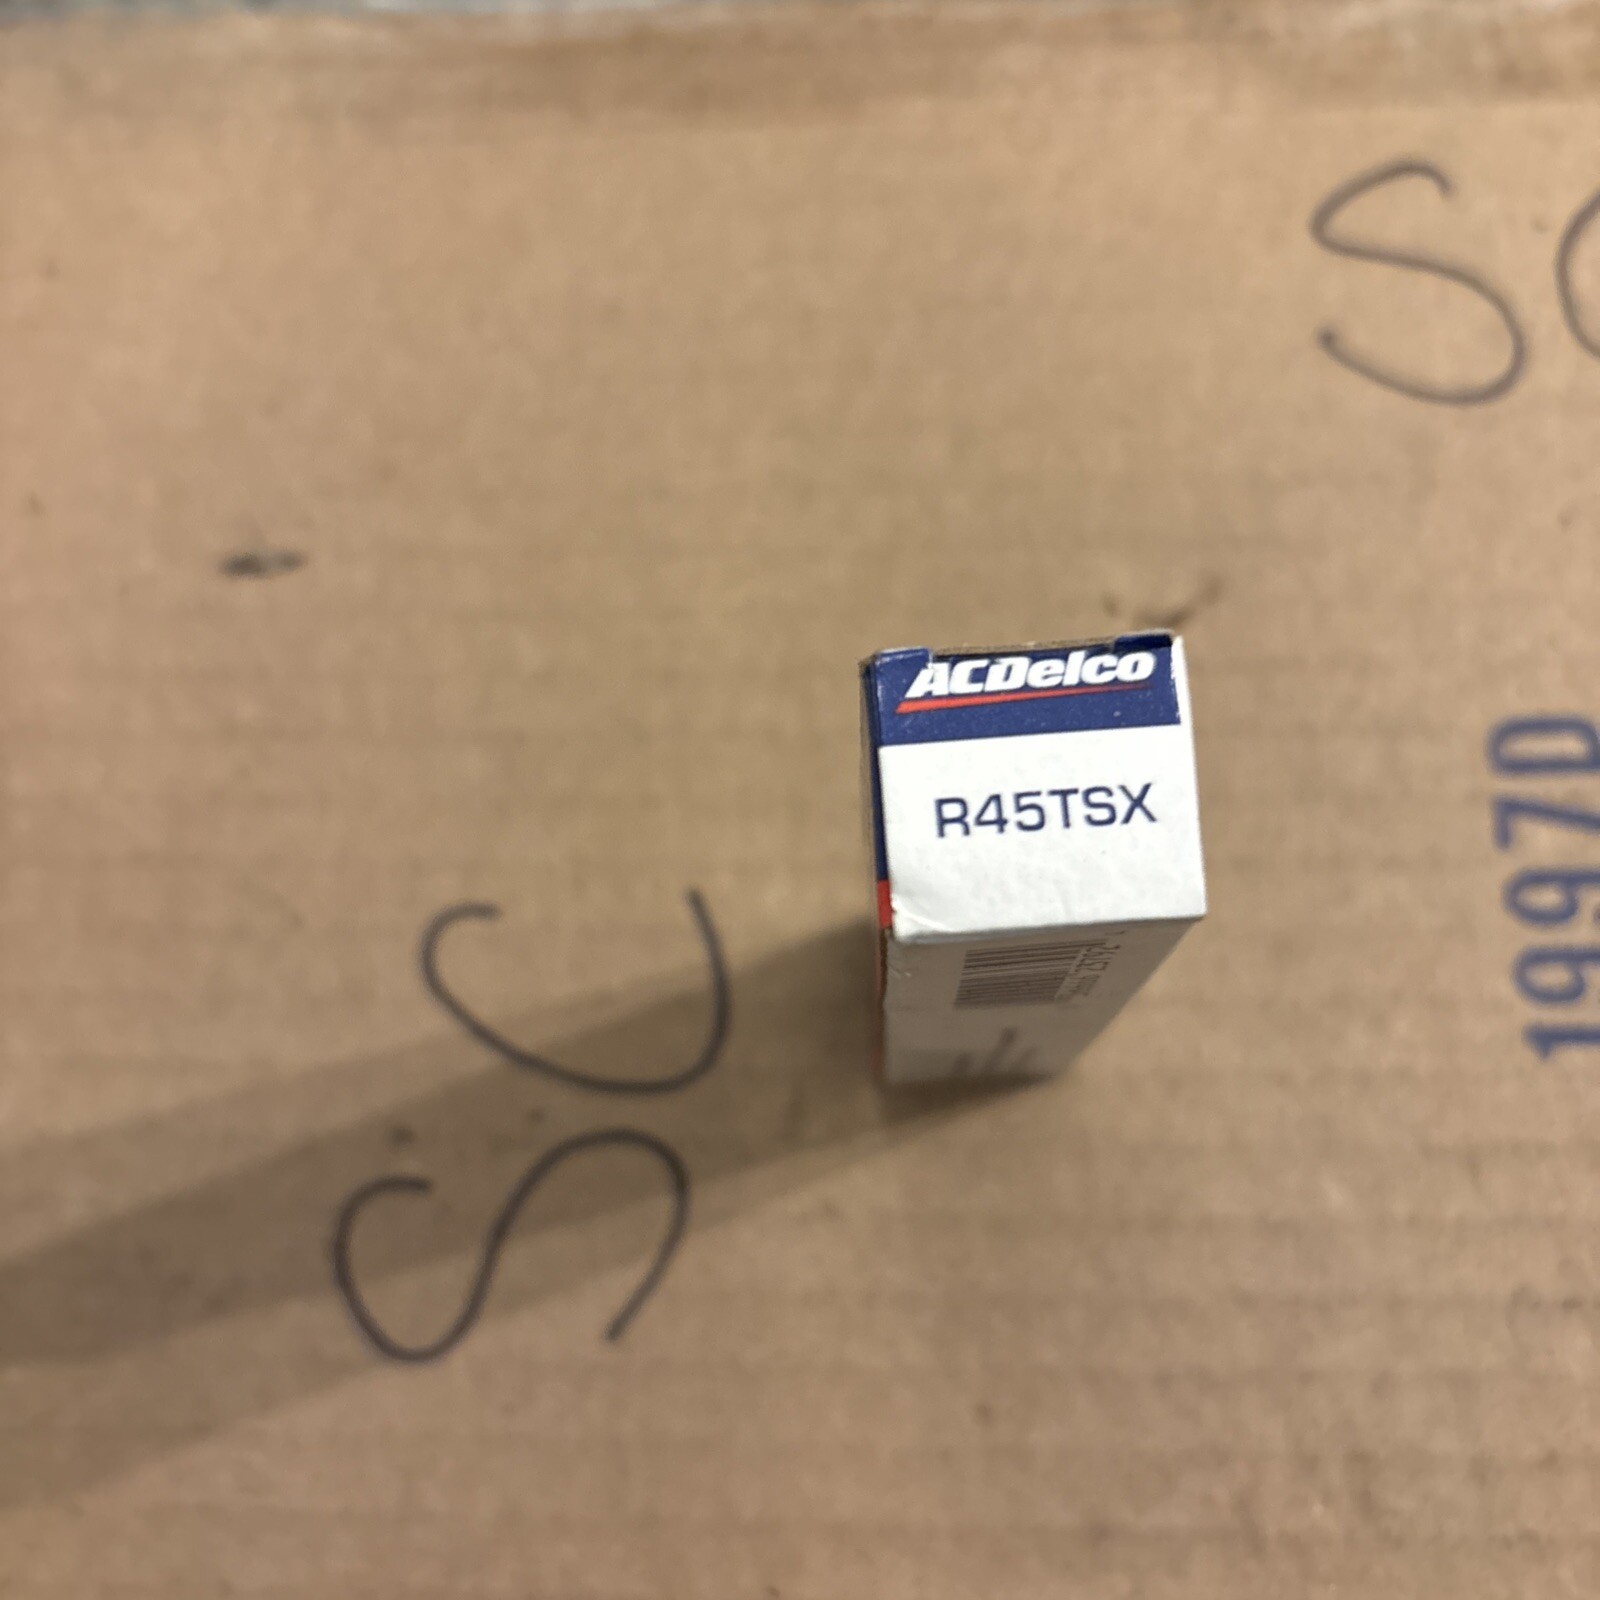 SC
ACDelco
R45TSX
1997D
SC